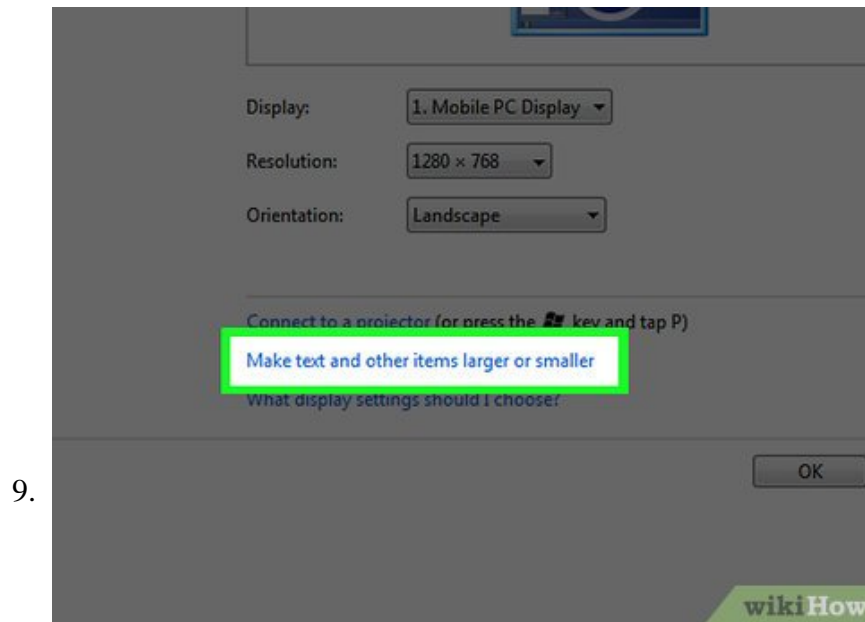 Display: 1. Mobile PC Display
Resolution: 1280 × 768
Orientation: Landscape
Connect to a projector (or press the key and tap P)
Make text and other items larger or smaller
What display settings should I choose?
OK
9.
wikiHow